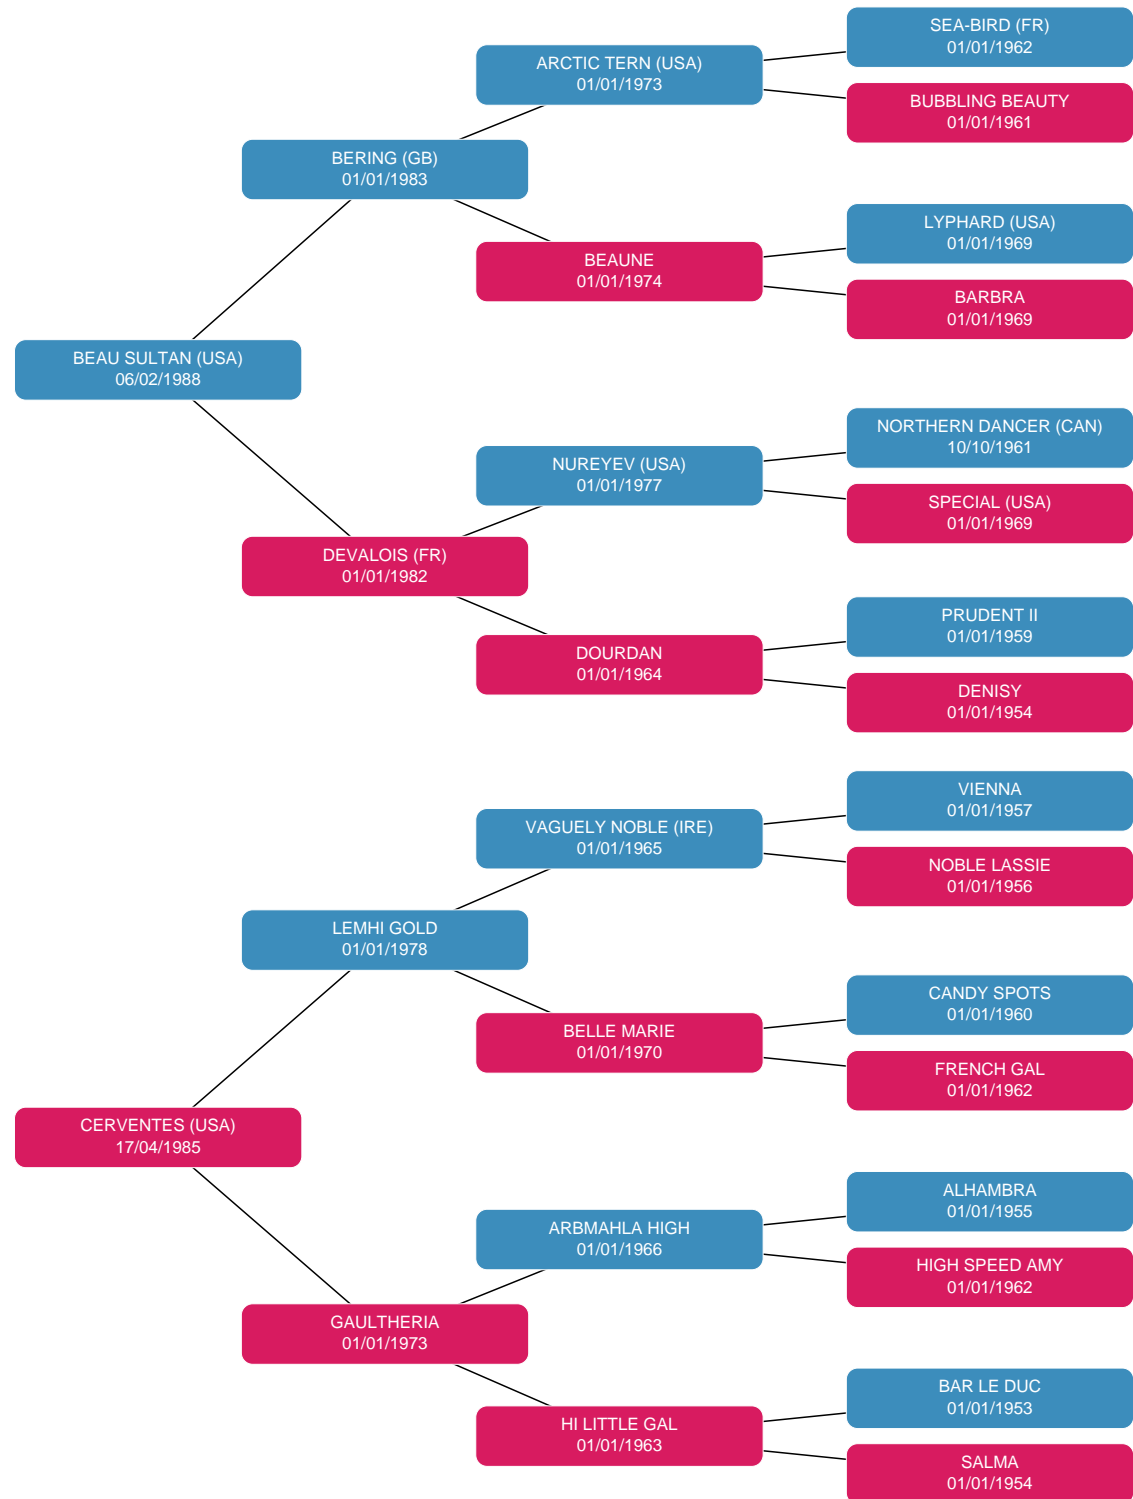 SEA-BIRD (FR)
01/01/1962
ARCTIC TERN (USA)
01/01/1973
BUBBLING BEAUTY
01/01/1961
BERING (GB)
01/01/1983
LYPHARD (USA)
01/01/1969
BEAUNE
01/01/1974
BARBRA
01/01/1969
BEAU SULTAN (USA)
06/02/1988
NORTHERN DANCER (CAN)
10/10/1961
NUREYEV (USA)
01/01/1977
SPECIAL (USA)
01/01/1969
DEVALOIS (FR)
01/01/1982
PRUDENT II
01/01/1959
DOURDAN
01/01/1964
DENISY
01/01/1954
VIENNA
01/01/1957
VAGUELY NOBLE (IRE)
01/01/1965
NOBLE LASSIE
01/01/1956
LEMHI GOLD
01/01/1978
CANDY SPOTS
01/01/1960
BELLE MARIE
01/01/1970
FRENCH GAL
01/01/1962
CERVENTES (USA)
17/04/1985
ALHAMBRA
01/01/1955
ARBMAHLA HIGH
01/01/1966
HIGH SPEED AMY
01/01/1962
GAULTHERIA
01/01/1973
BAR LE DUC
01/01/1953
HI LITTLE GAL
01/01/1963
SALMA
01/01/1954